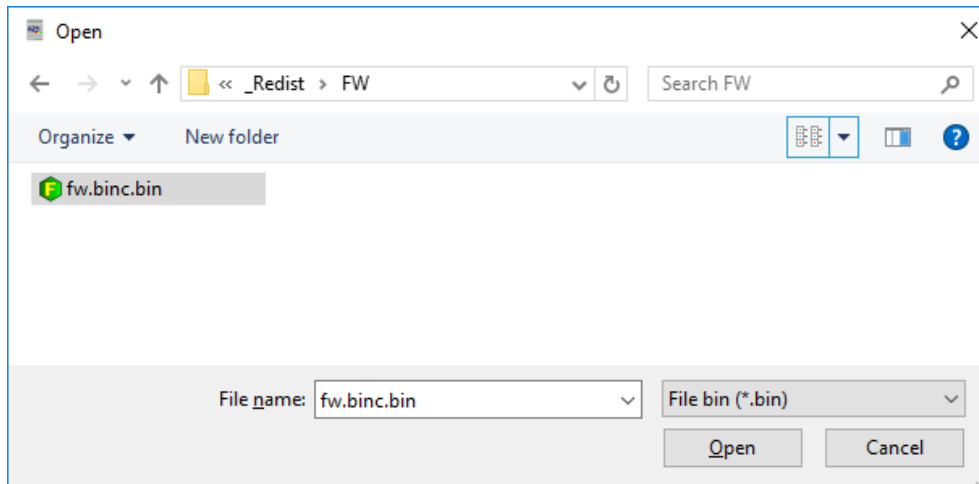 Open
« _Redist > FW
Search FW
Organize
New folder
?
F fw.binc.bin
File name: fw.binc.bin
File bin (*.bin)
Open
Cancel